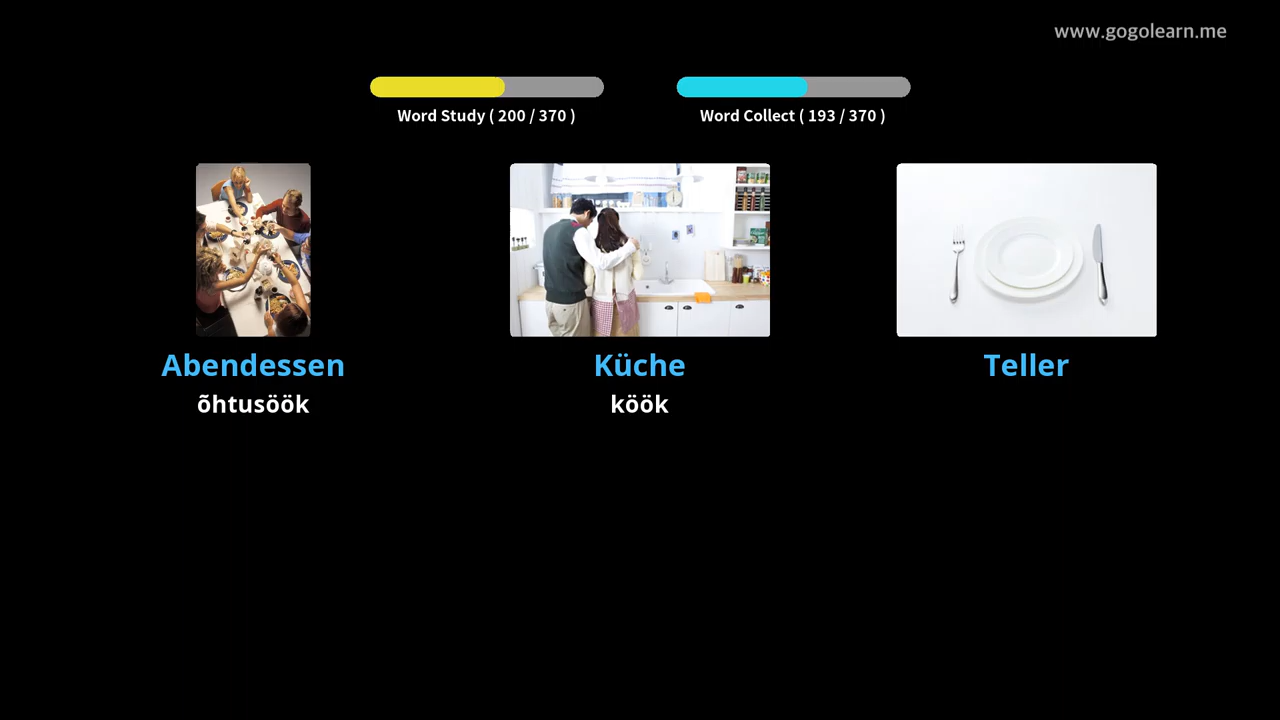 www.gogolearn.me
Word Study ( 200 / 370 )
Word Collect ( 193 / 370 )
Abendessen
õhtusöök
Küche
köök
Teller